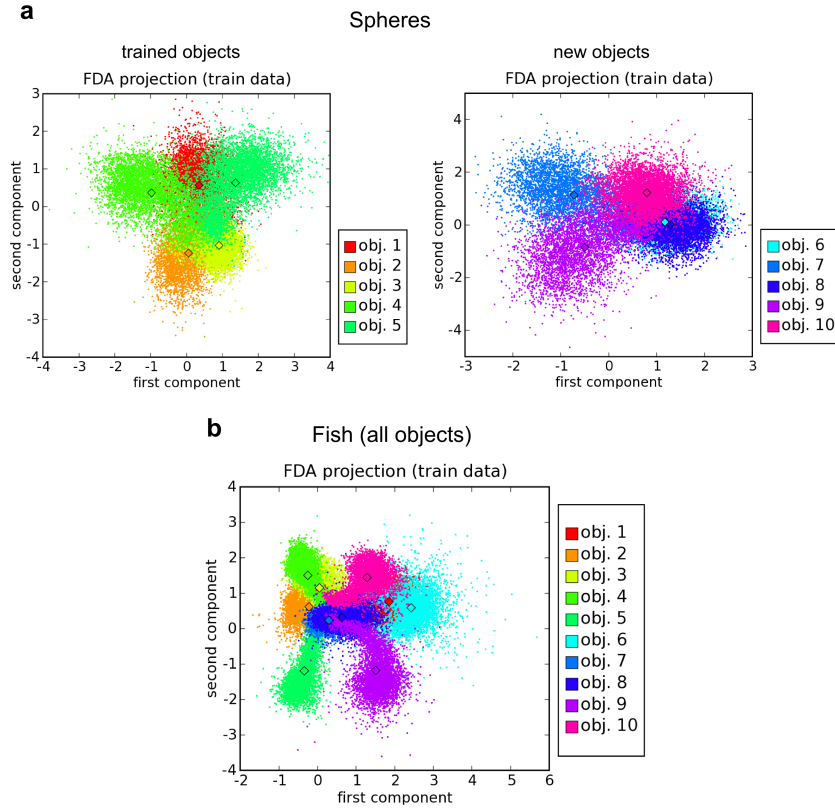 a
Spheres
trained objects
FDA projection (train data)
3
2
1
0
-1
-2
-3
-4
second component
-4 -3 -2 -1 0 1 2 3 4
first component
obj. 1
obj. 2
obj. 3
obj. 4
obj. 5
new objects
FDA projection (train data)
4
2
0
-2
-4
second component
-3 -2 -1 0 1 2 3
first component
obj. 6
obj. 7
obj. 8
obj. 9
obj. 10
b
Fish (all objects)
FDA projection (train data)
4
3
2
1
0
-1
-2
-3
-4
second component
-2 -1 0 1 2 3 4 5 6
first component
obj. 1
obj. 2
obj. 3
obj. 4
obj. 5
obj. 6
obj. 7
obj. 8
obj. 9
obj. 10